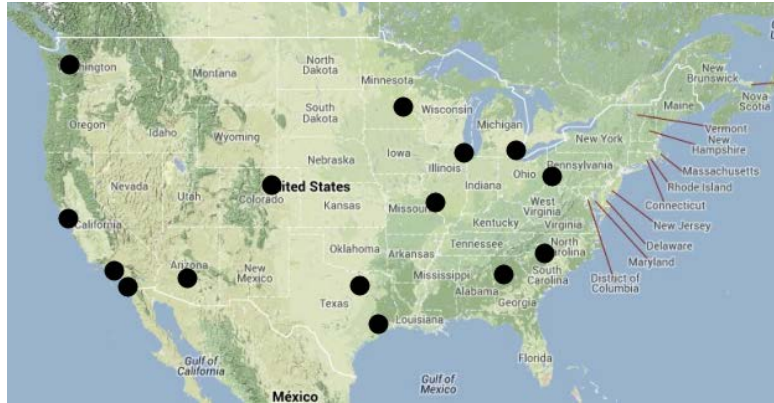 shington
Montana
North
Dakota
Minnesota
Oregon
Idaho
Wyoming
South
Dakota
Wisconsin
Michigan
New
Brunswick
Nova
Scotia
Maine
Vermont
New
Hampshire
New York
Massachusetts
Rhode Island
Connecticut
Nebraska
Iowa
Illinois
Indiana
Ohio
Pennsylvania
Nevada
Utah
Colorado
ited States
Kansas
Missour
West
Virginia
Virginia
Kentucky
New Jersey
Delaware
Maryland
District of
Columbia
California
Arizona
New
Mexico
Oklahoma
Arkansas
Tennessee
North
rolina
South
Carolina
Mississippi
Alabama
Georgia
Texas
Louisiana
Florida
Gulf of
California
Gulf of
Mexico
México